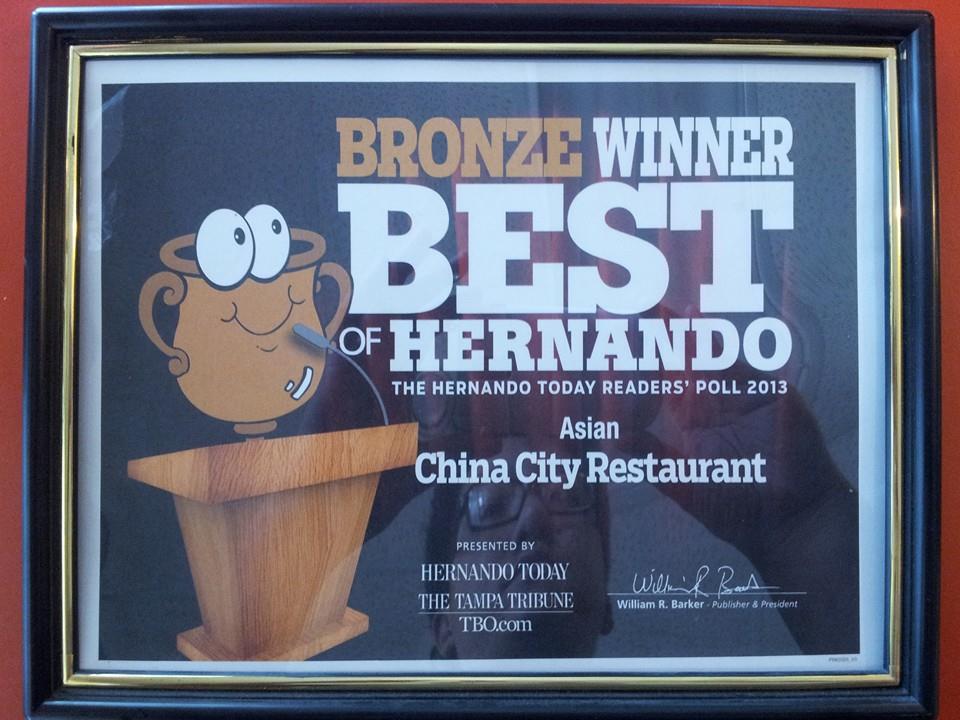 BRONZE WINNER
BEST
OF HERNANDO
THE HERNANDO TODAY READERS' POLL 2013
Asian
China City Restaurant
PRESENTED BY
HERNANDO TODAY
THE TAMPA TRIBUNE
TBO.com
William R. Barker - Publisher & President